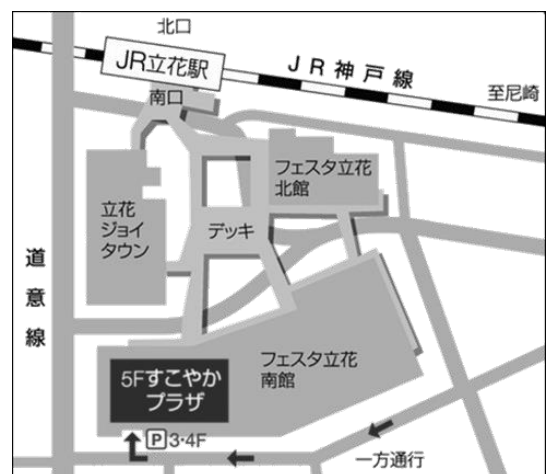 北口
JR立花駅
JR神戸線
至尼崎
南口
フェスタ立花
北館
立花
ジョイ
タウン
デッキ
道意線
フェスタ立花
南館
5Fすこやか
プラザ
P3・4F
一方通行